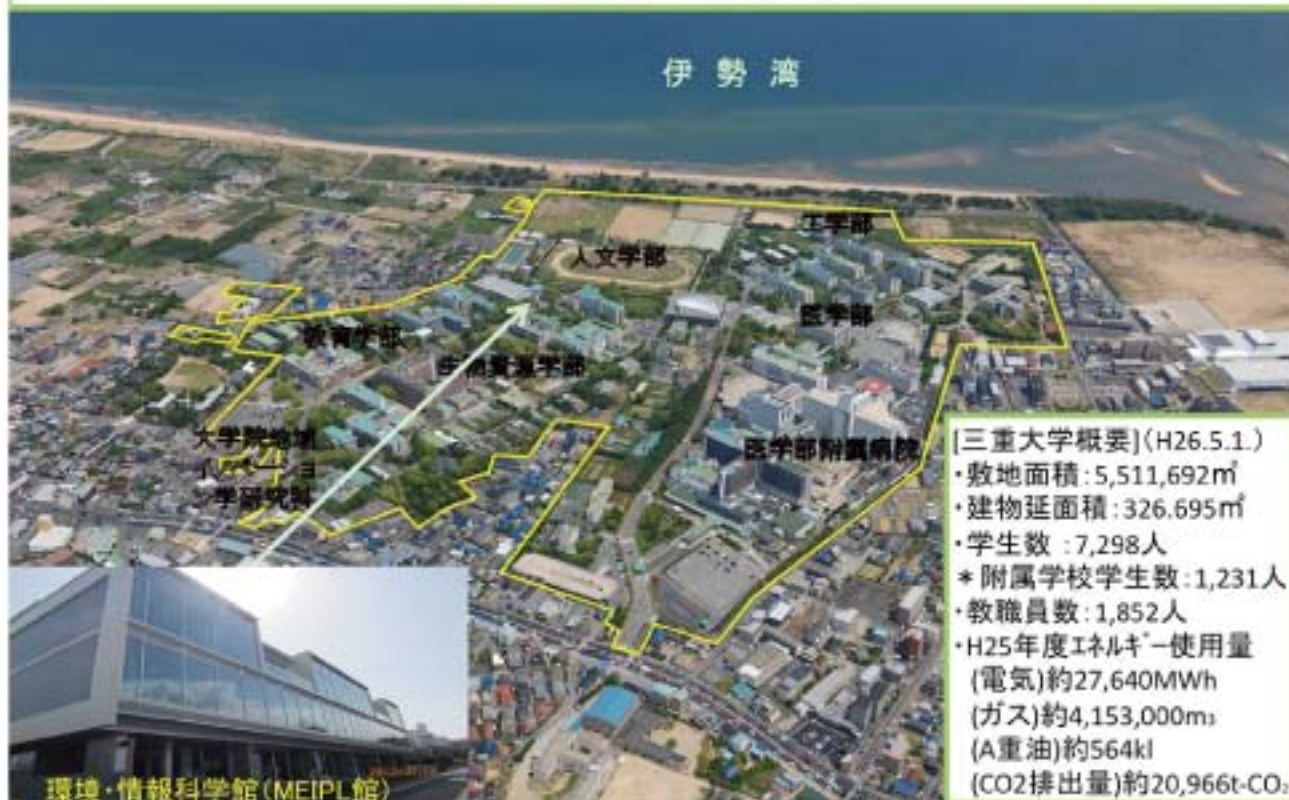 伊勢湾
工学部
人文学部
医学部
教育学部
生物資源学部
大学院地域
イノベーショ
学研究科
医学部附属病院
[三重大学概要](H26.5.1.)
・敷地面積:5,511,692㎡
・建物延面積:326.695㎡
・学生数 :7,298人
*附属学校学生数:1,231人
・教職員数:1,852人
・H25年度エネルギー使用量
(電気)約27,640MWh
(ガス)約4,153,000m₃
(A重油)約564kl
(CO2排出量)約20,966t-CO₂
環境・情報科学館(MEIPL館)